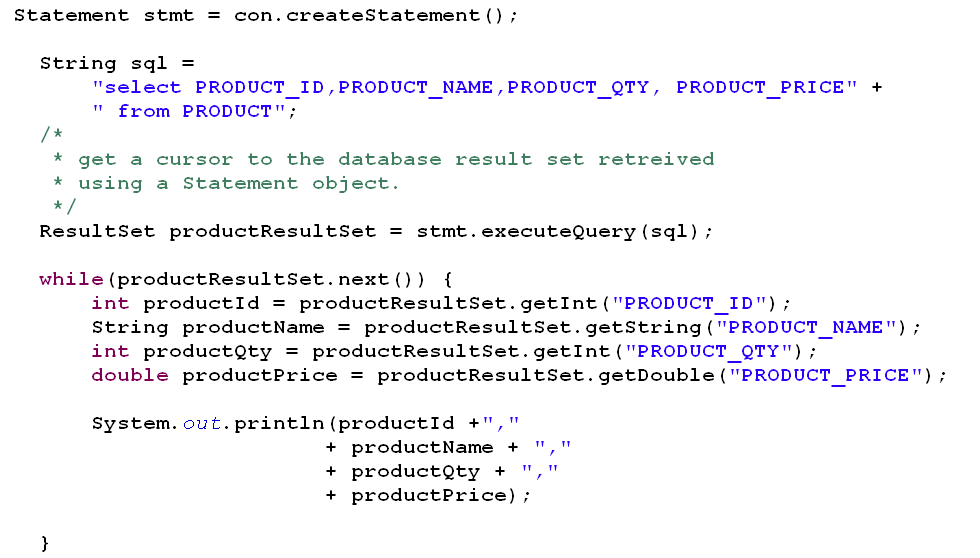 Statement stmt = con.createStatement();
String sql =
"select PRODUCT_ID,PRODUCT_NAME,PRODUCT_QTY, PRODUCT_PRICE" +
" from PRODUCT";
/*
* get a cursor to the database result set retreived
* using a Statement object.
*/
ResultSet productResultSet = stmt.executeQuery(sql);
while(productResultSet.next()) {
int productId = productResultSet.getInt("PRODUCT_ID");
String productName = productResultSet.getString("PRODUCT_NAME");
int productQty = productResultSet.getInt("PRODUCT_QTY");
double productPrice = productResultSet.getDouble("PRODUCT_PRICE");
System.out.println(productId +","
+ productName + ","
+ productQty + ","
+ productPrice);
}